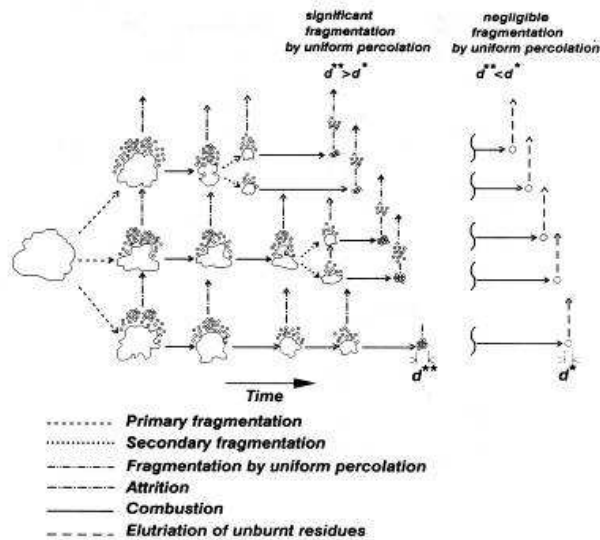 significant
fragmentation
by uniform percolation
d**>d*
negligible
fragmentation
by uniform percolation
d**<d*
d**
d*
Time
Primary fragmentation
Secondary fragmentation
Fragmentation by uniform percolation
Attrition
Combustion
Elutriation of unburnt residues